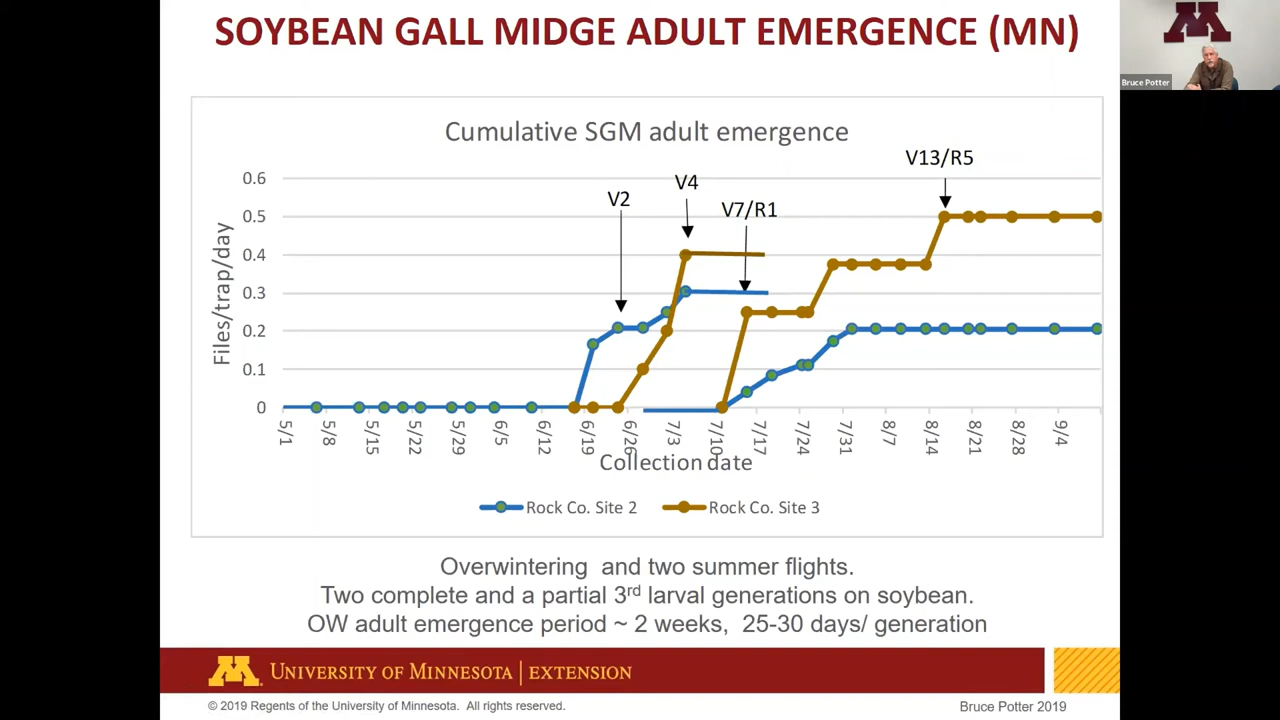 SOYBEAN GALL MIDGE ADULT EMERGENCE (MN)
Bruce Potter
Cumulative SGM adult emergence
V13/R5
V4
V2
V7/R1
0.6
0.5
0.4
0.3
0.2
0.1
0
Files/trap/day
5/1 5/8 5/15 5/22 5/29 6/5 6/12 6/19 6/26 7/3 7/10 7/17 7/24 7/31 8/7 8/14 8/21 8/28 9/4
Collection date
Rock Co. Site 2 Rock Co. Site 3
Overwintering and two summer flights.
Two complete and a partial 3rd larval generations on soybean.
OW adult emergence period ~ 2 weeks, 25-30 days/ generation
UNIVERSITY OF MINNESOTA | EXTENSION
© 2019 Regents of the University of Minnesota. All rights reserved.
Bruce Potter 2019